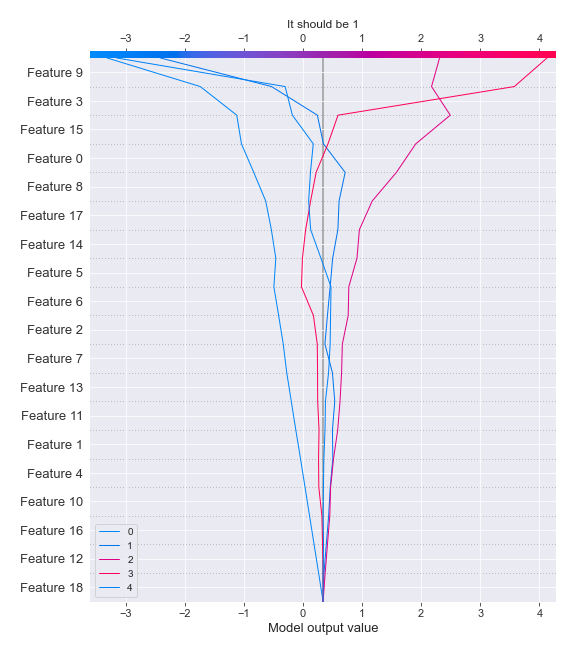 It should be 1
−3 −2 −1 0 1 2 3 4
Feature 9
Feature 3
Feature 15
Feature 0
Feature 8
Feature 17
Feature 14
Feature 5
Feature 6
Feature 2
Feature 7
Feature 13
Feature 11
Feature 1
Feature 4
Feature 10
Feature 16
Feature 12
Feature 18
0
1
2
3
4
−3 −2 −1 0 1 2 3 4
Model output value